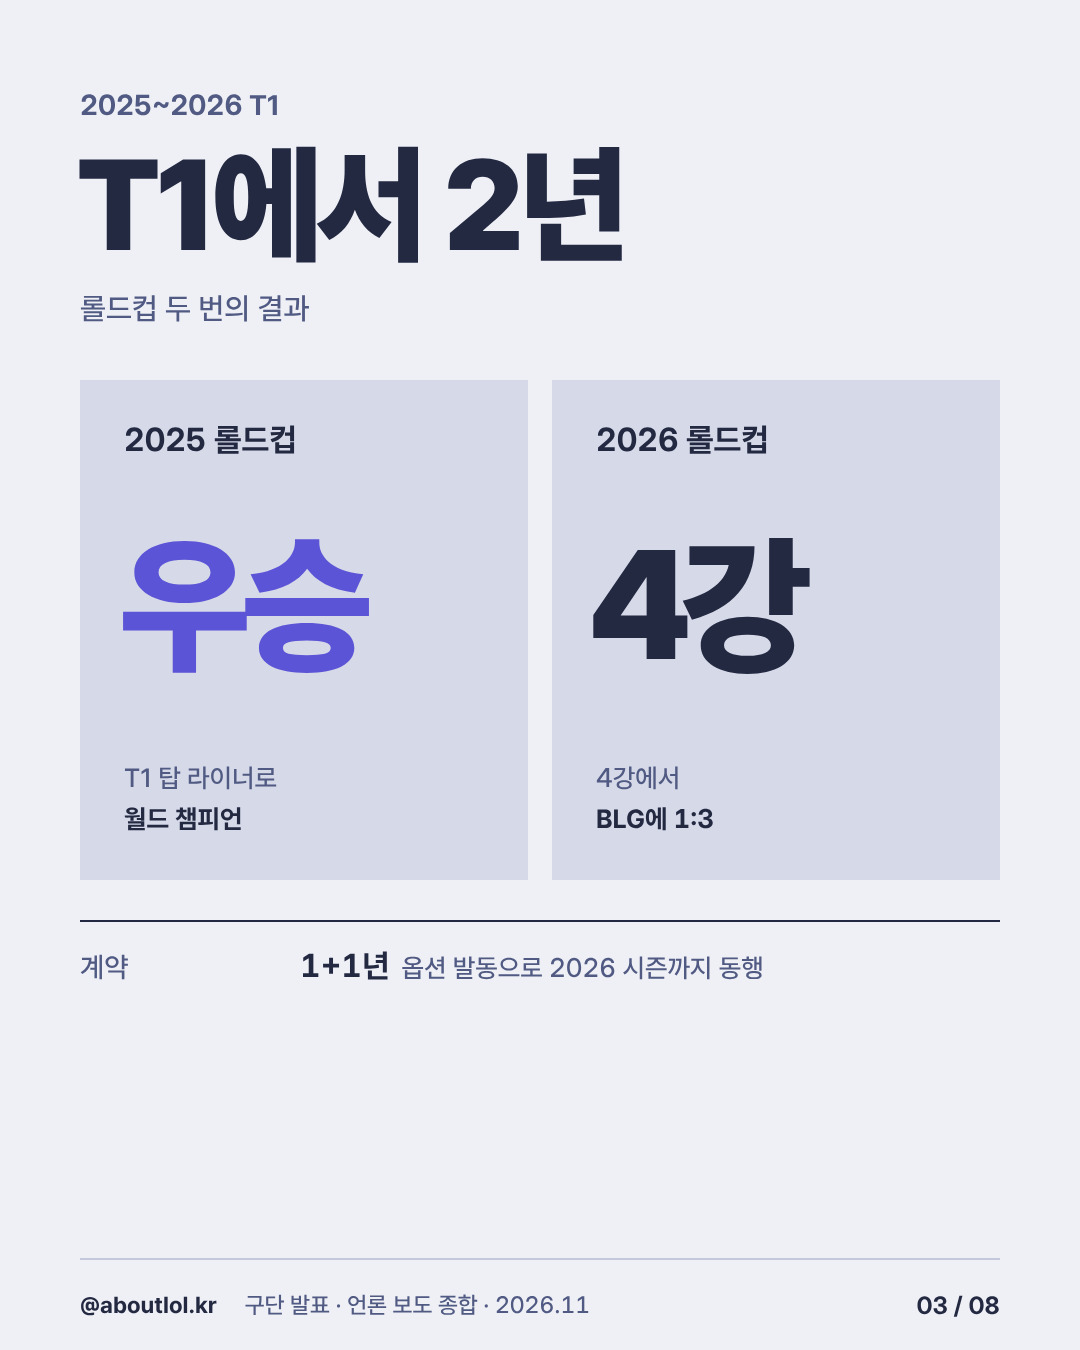 2025~2026 T1
T1에서 2년
롤드컵 두 번의 결과
2025 롤드컵
우승
T1 탑 라이너로
월드 챔피언
2026 롤드컵
4강
4강에서
BLG에 1:3
계약 1+1년 옵션 발동으로 2026 시즌까지 동행
@aboutlol.kr 구단 발표 · 언론 보도 종합 · 2026.11 03 / 08